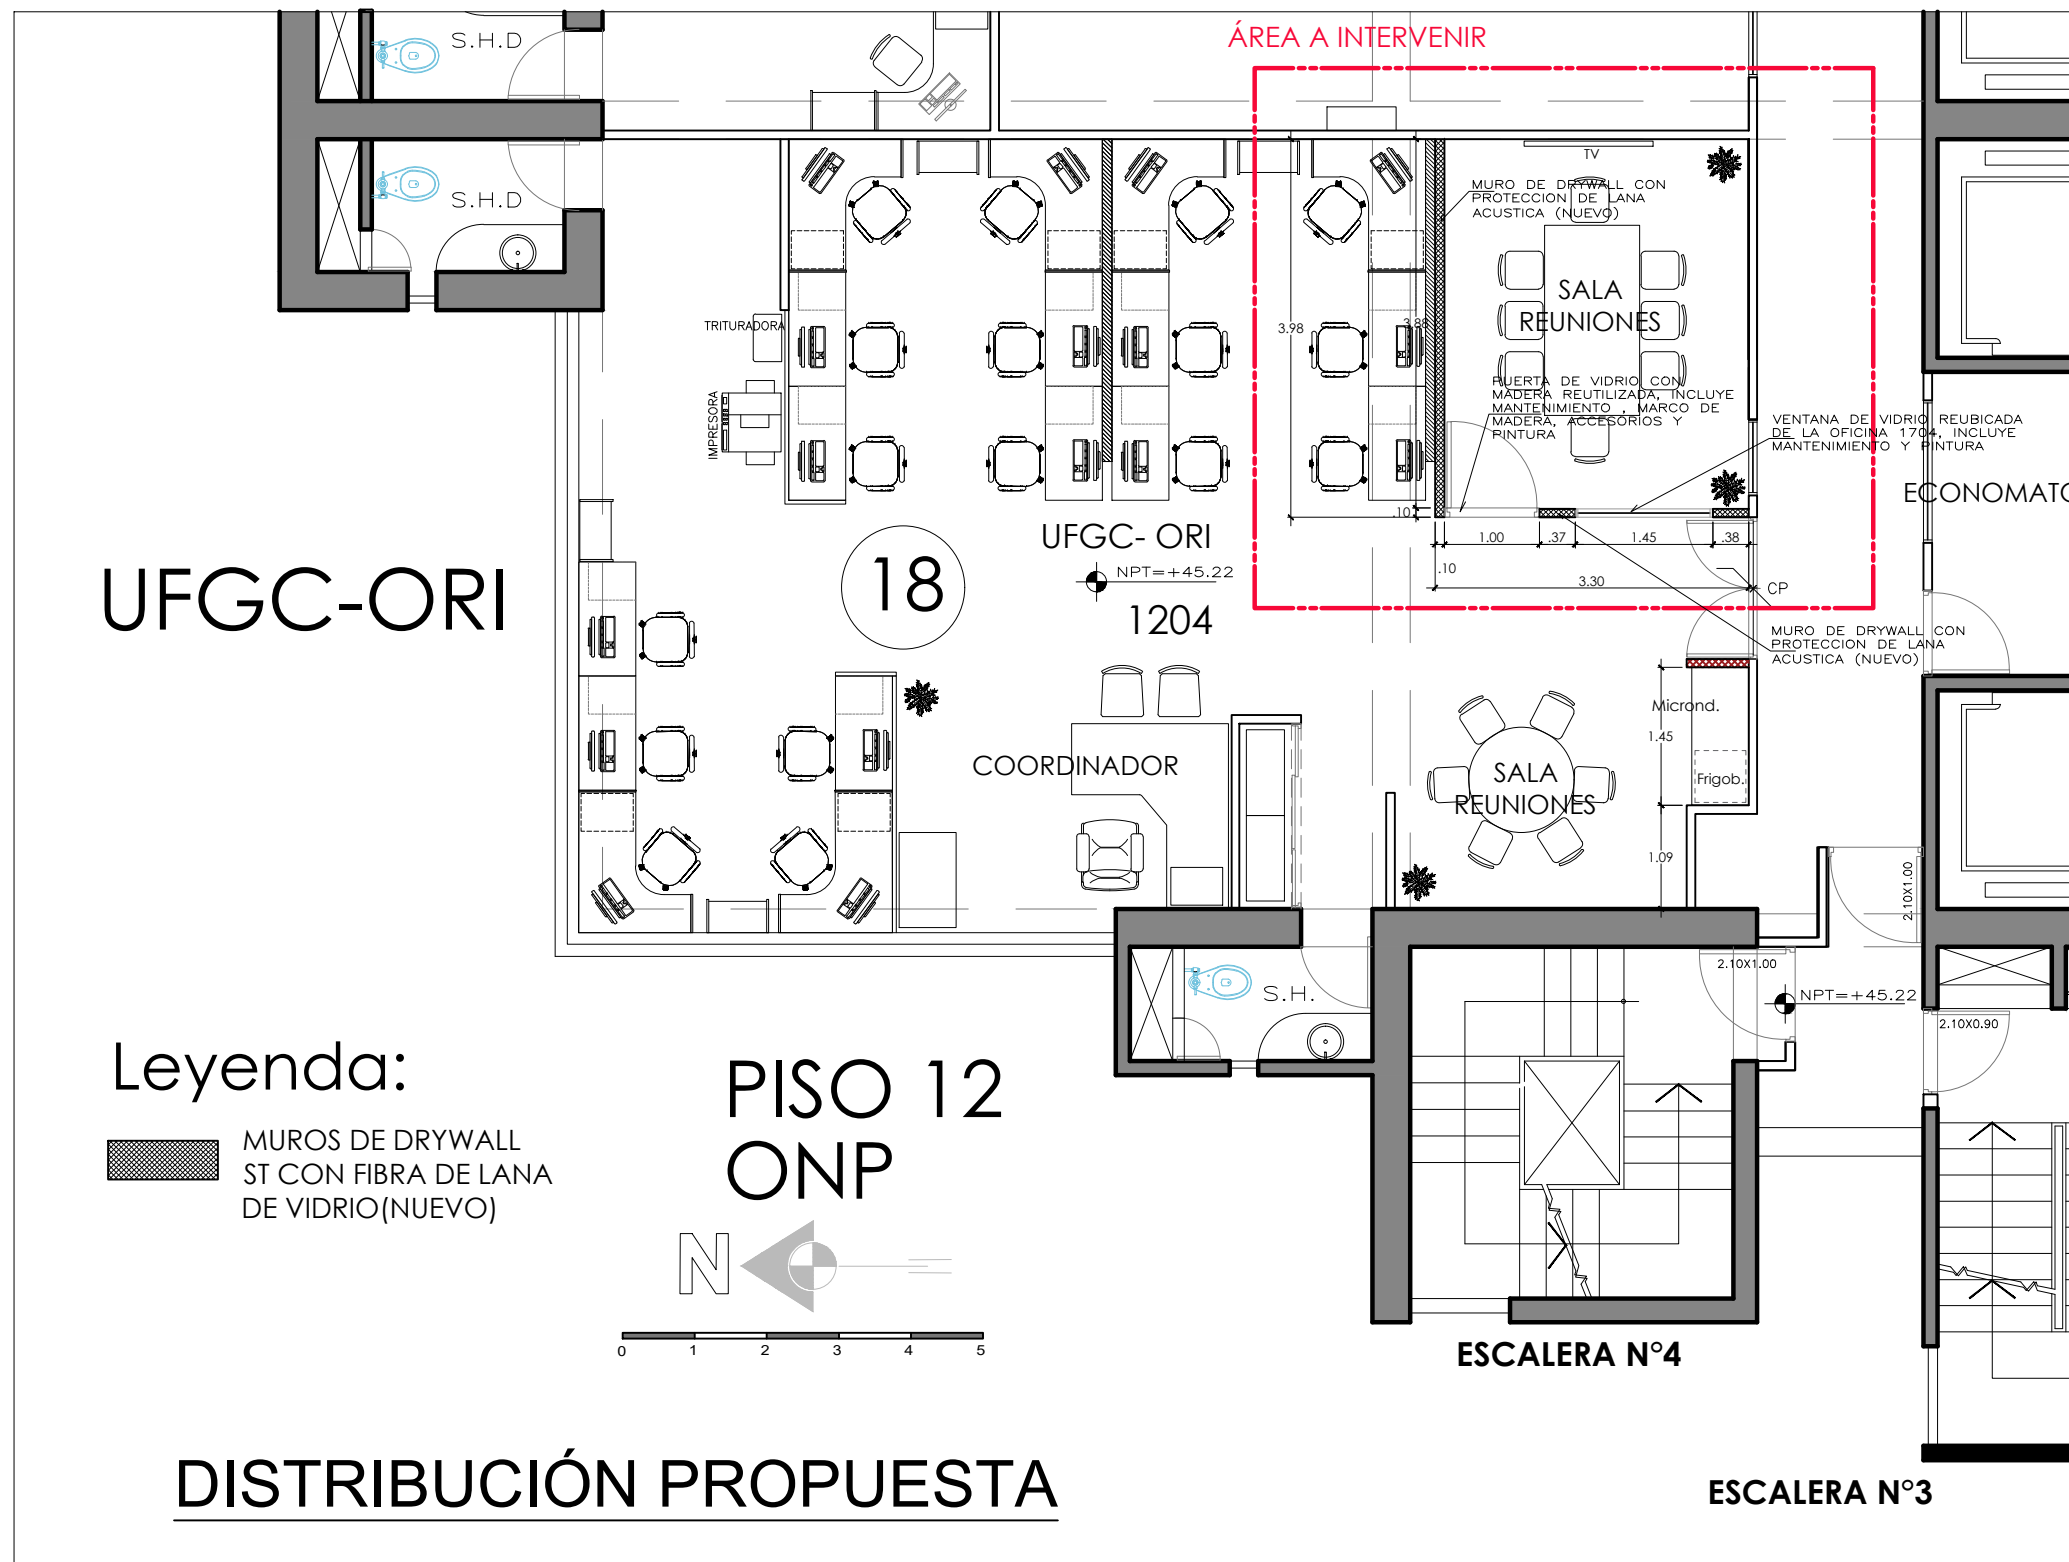 ÁREA A INTERVENIR
S.H.D
S.H.D
TV
MURO DE DRYWALL CON
PROTECCION DE LANA
ACUSTICA (NUEVO)
SALA
REUNIONES
TRITURADORA
IMPRESORA
3.98
3.88
PUERTA DE VIDRIO CON
MADERA REUTILIZADA, INCLUYE
MANTENIMIENTO , MARCO DE
MADERA, ACCESORIOS Y
PINTURA
VENTANA DE VIDRIO REUBICADA
DE LA OFICINA 1704, INCLUYE
MANTENIMIENTO Y PINTURA
ECONOMATO
.10
1.00
.37
1.45
.38
.10
3.30
CP
UFGC-ORI
18
UFGC- ORI
NPT=+45.22
1204
MURO DE DRYWALL CON
PROTECCION DE LANA
ACUSTICA (NUEVO)
Microond.
1.45
Frigob.
1.09
COORDINADOR
SALA
REUNIONES
2.10X1.00
2.10X1.00
NPT=+45.22
2.10X0.90
S.H.
Leyenda:
MUROS DE DRYWALL
ST CON FIBRA DE LANA
DE VIDRIO(NUEVO)
PISO 12
ONP
N
0 1 2 3 4 5
ESCALERA N°4
ESCALERA N°3
DISTRIBUCIÓN PROPUESTA